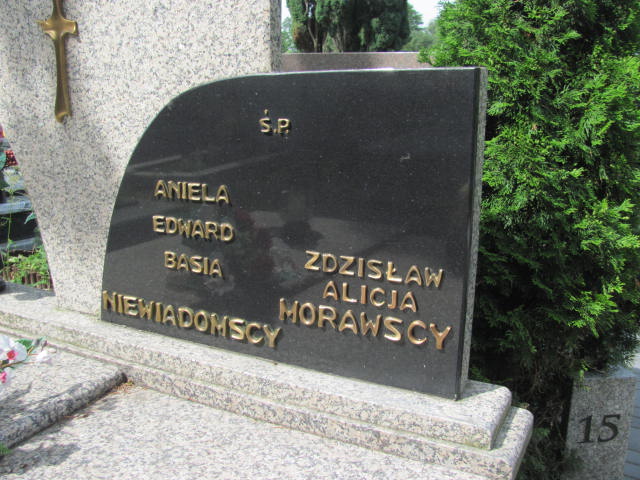 Ś.P.
ANIELA
EDWARD
BASIA
NIEWIADOMSCY
ZDZISŁAW
ALICJA
MORAWSCY
15